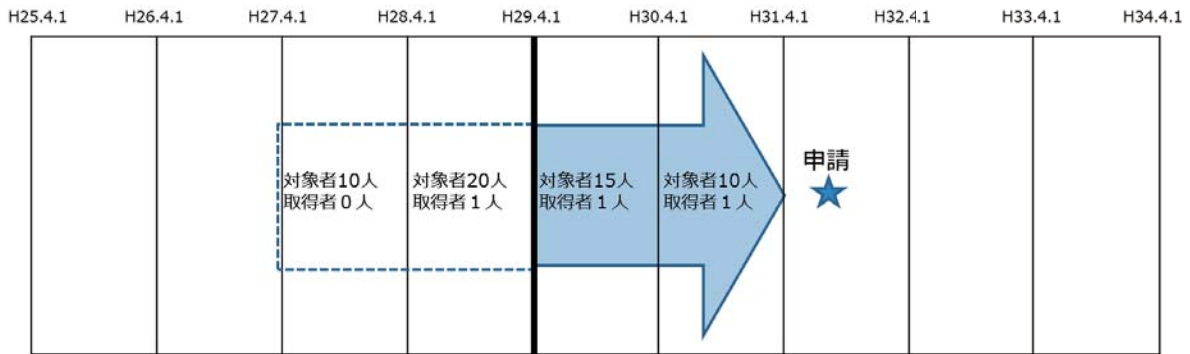 H25.4.1 H26.4.1 H27.4.1 H28.4.1 H29.4.1 H30.4.1 H31.4.1 H32.4.1 H33.4.1 H34.4.1
対象者10人 対象者20人 対象者15人 対象者10人
取得者０人 取得者１人 取得者１人 取得者１人
申請